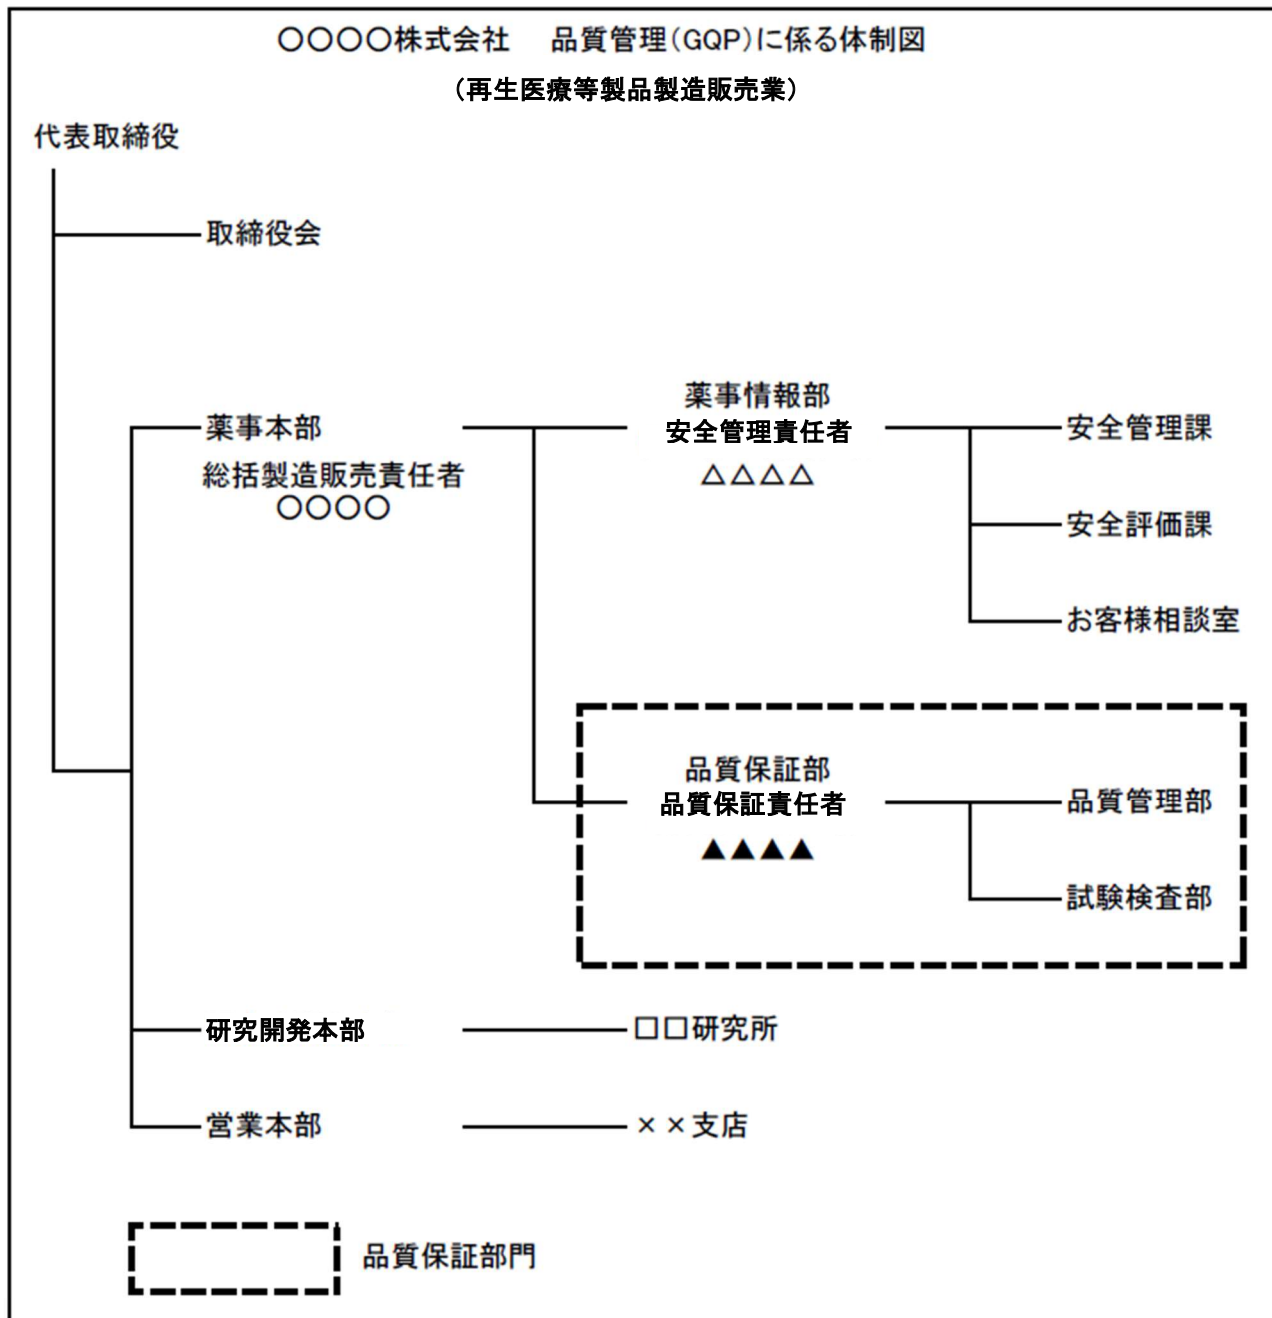 〇〇〇〇株式会社　品質管理(GQP)に係る体制図
(再生医療等製品製造販売業)
代表取締役
取締役会
薬事本部
総括製造販売責任者
〇〇〇〇
薬事情報部
安全管理責任者
△△△△
安全管理課
安全評価課
お客様相談室
品質保証部
品質保証責任者
▲▲▲▲
品質管理部
試験検査部
研究開発本部
□□研究所
営業本部
××支店
品質保証部門